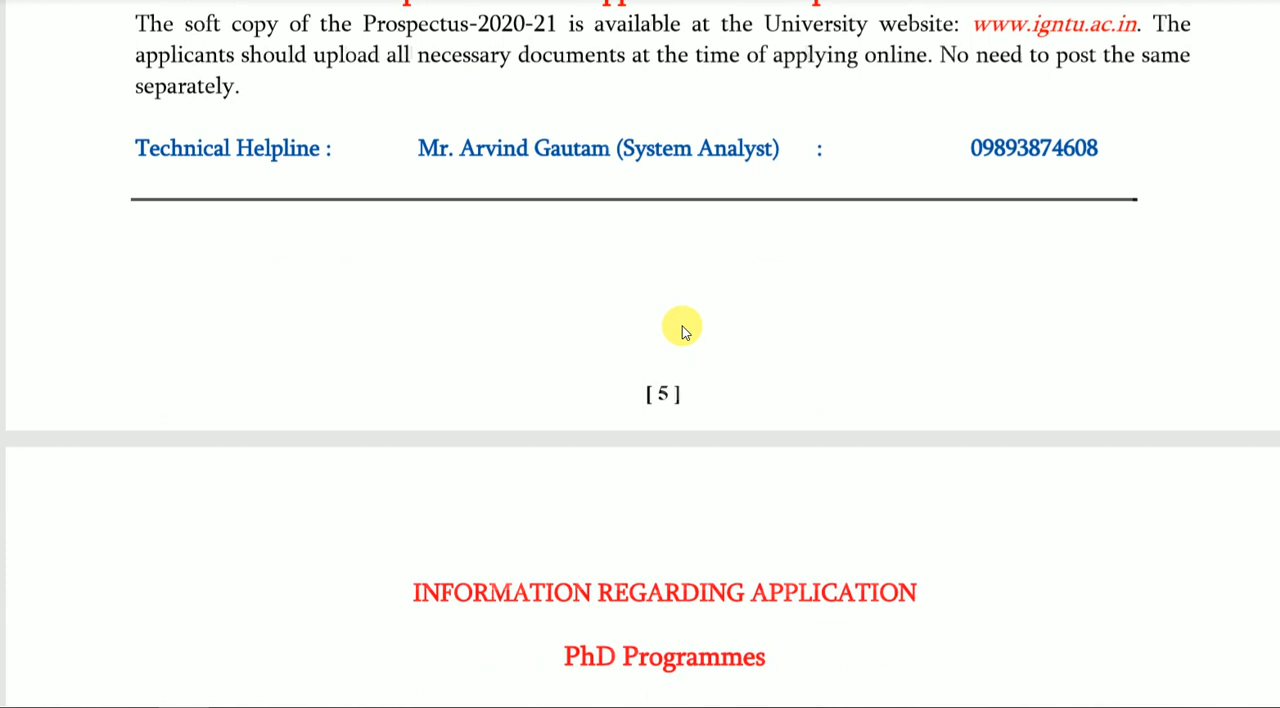 The soft copy of the Prospectus-2020-21 is available at the University website: www.igntu.ac.in. The
applicants should upload all necessary documents at the time of applying online. No need to post the same
separately.
Technical Helpline : Mr. Arvind Gautam (System Analyst) : 09893874608
[ 5 ]
INFORMATION REGARDING APPLICATION
PhD Programmes